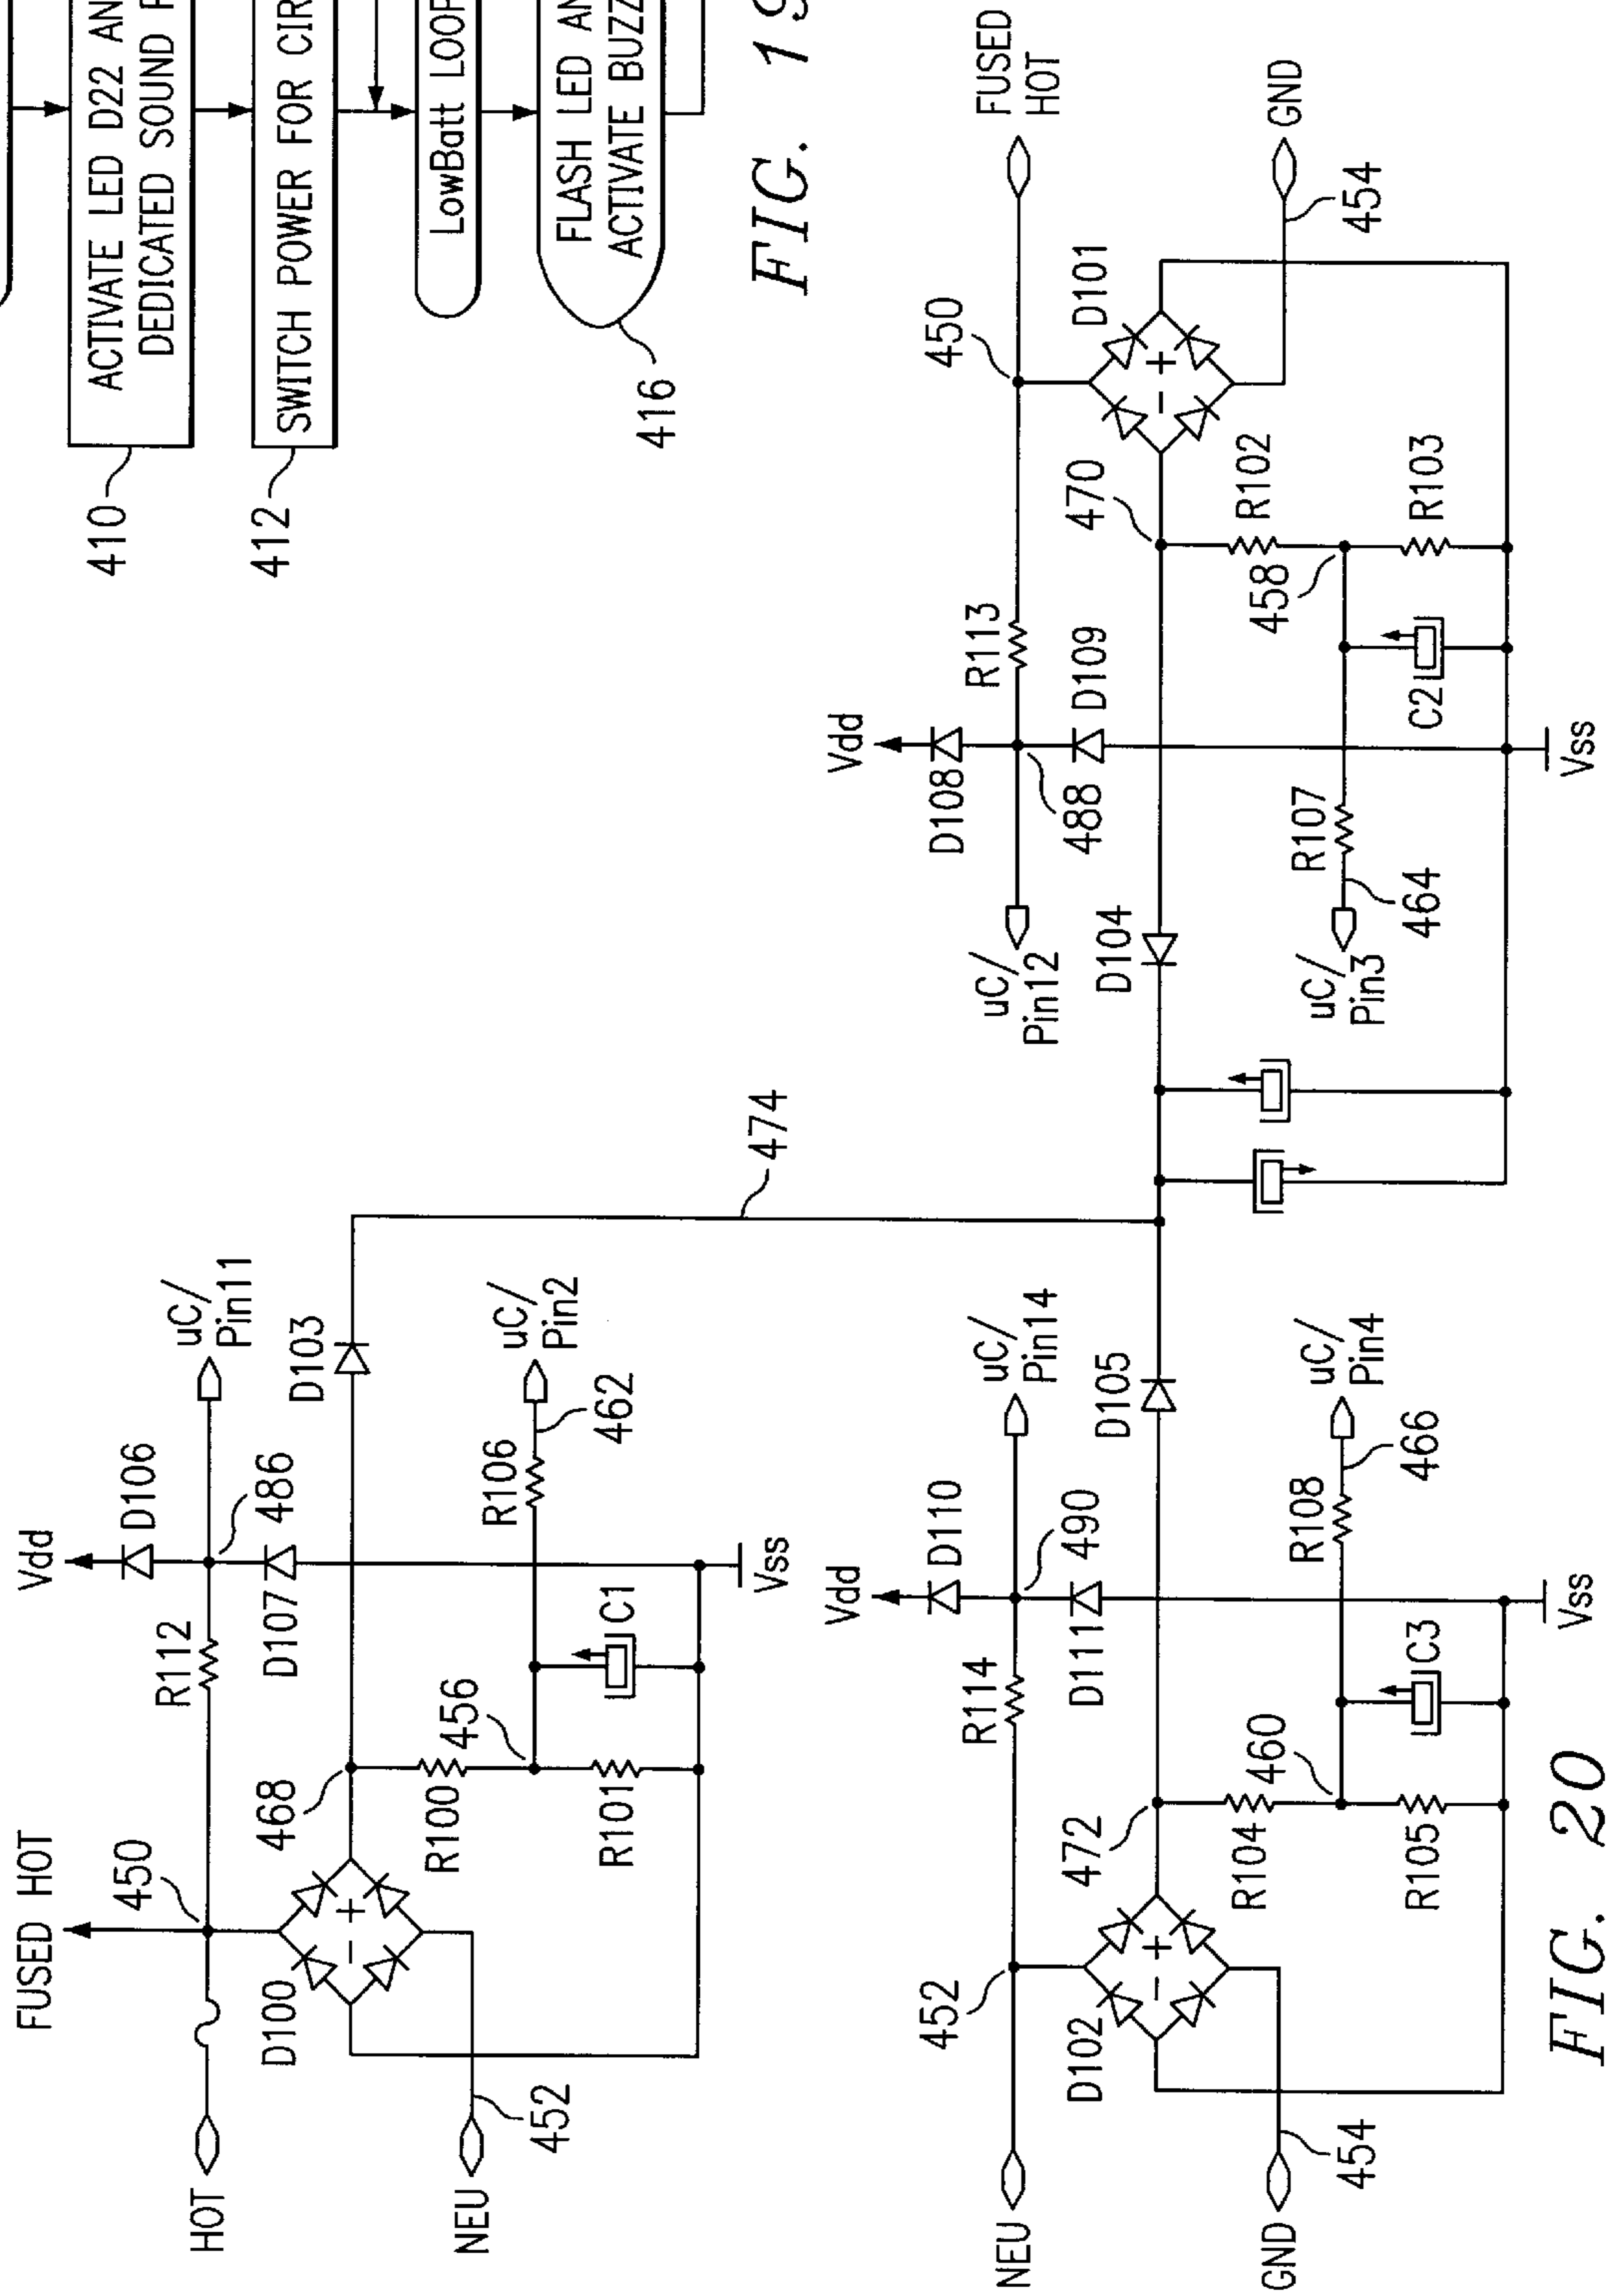 410
ACTIVATE LED D22 AN
DEDICATED SOUND
412
SWITCH POWER FOR CIR
LowBatt LOOP
416
FLASH LED AN
ACTIVATE BUZZ
FIG. 19
HOT
FUSED HOT
450
R112
Vdd
D106
uC/
Pin11
486
D107
D100
+
-
468
D103
NEU
452
R100
456
R106
uC/
Pin2
462
R101
C1
Vss
474
NEU
452
R114
Vdd
D110
uC/
Pin14
490
D111
D102
+
-
472
D105
GND
454
R104
460
R108
uC/
Pin4
466
R105
C3
Vss
FUSED
HOT
450
R113
Vdd
D108
uC/
Pin12
488
D109
D101
+
-
470
D104
GND
454
R102
458
R107
uC/
Pin3
464
R103
C2
Vss
FIG. 20